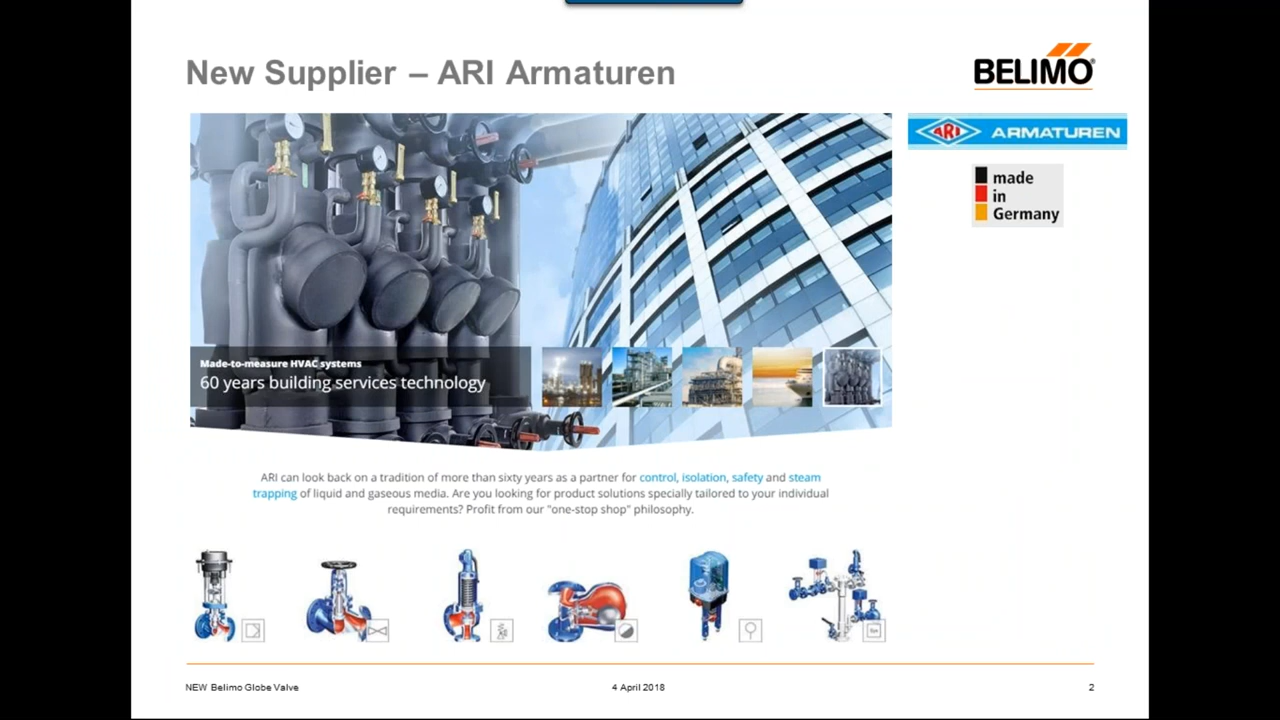 New Supplier – ARI Armaturen
BELIMO®
ARI ARMATUREN
made
in
Germany
Made-to-measure HVAC systems
60 years building services technology
ARI can look back on a tradition of more than sixty years as a partner for control, isolation, safety and steam
trapping of liquid and gaseous media. Are you looking for product solutions specially tailored to your individual
requirements? Profit from our "one-stop shop" philosophy.
NEW Belimo Globe Valve
4 April 2018
2